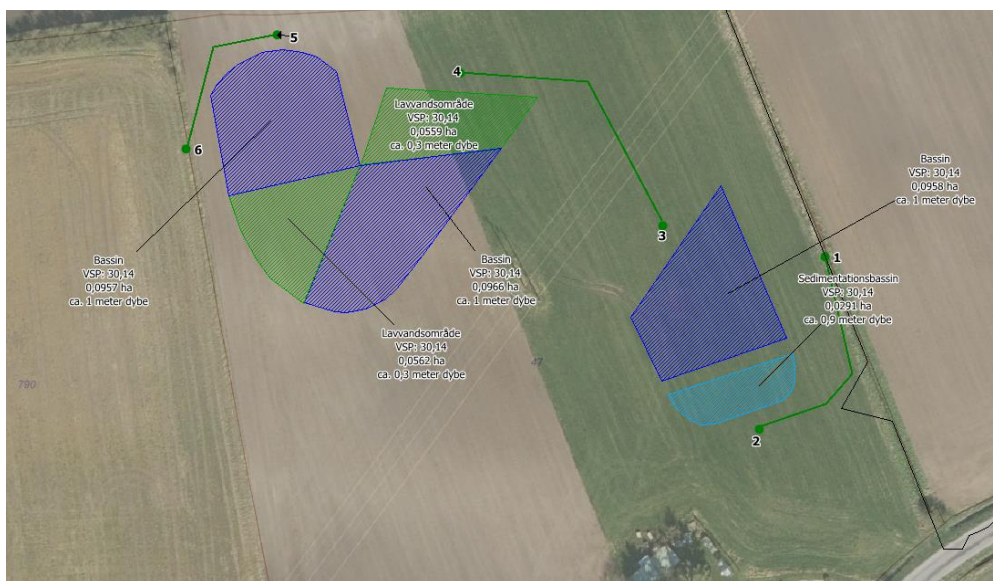 5
4
6
Lavvandsområde
VSP: 30,14
0,0559 ha
ca. 0,3 meter dybe
Bassin
VSP: 30,14
0,0958 ha
ca. 1 meter dybe
3
1
Bassin
VSP: 30,14
0,0957 ha
ca. 1 meter dybe
Bassin
VSP: 30,14
0,0966 ha
ca. 1 meter dybe
Sedimentationsbassin
VSP: 30,14
0,0291 ha
ca. 0,9 meter dybe
Lavvandsområde
VSP: 30,14
0,0562 ha
ca. 0,3 meter dybe
790
47
2